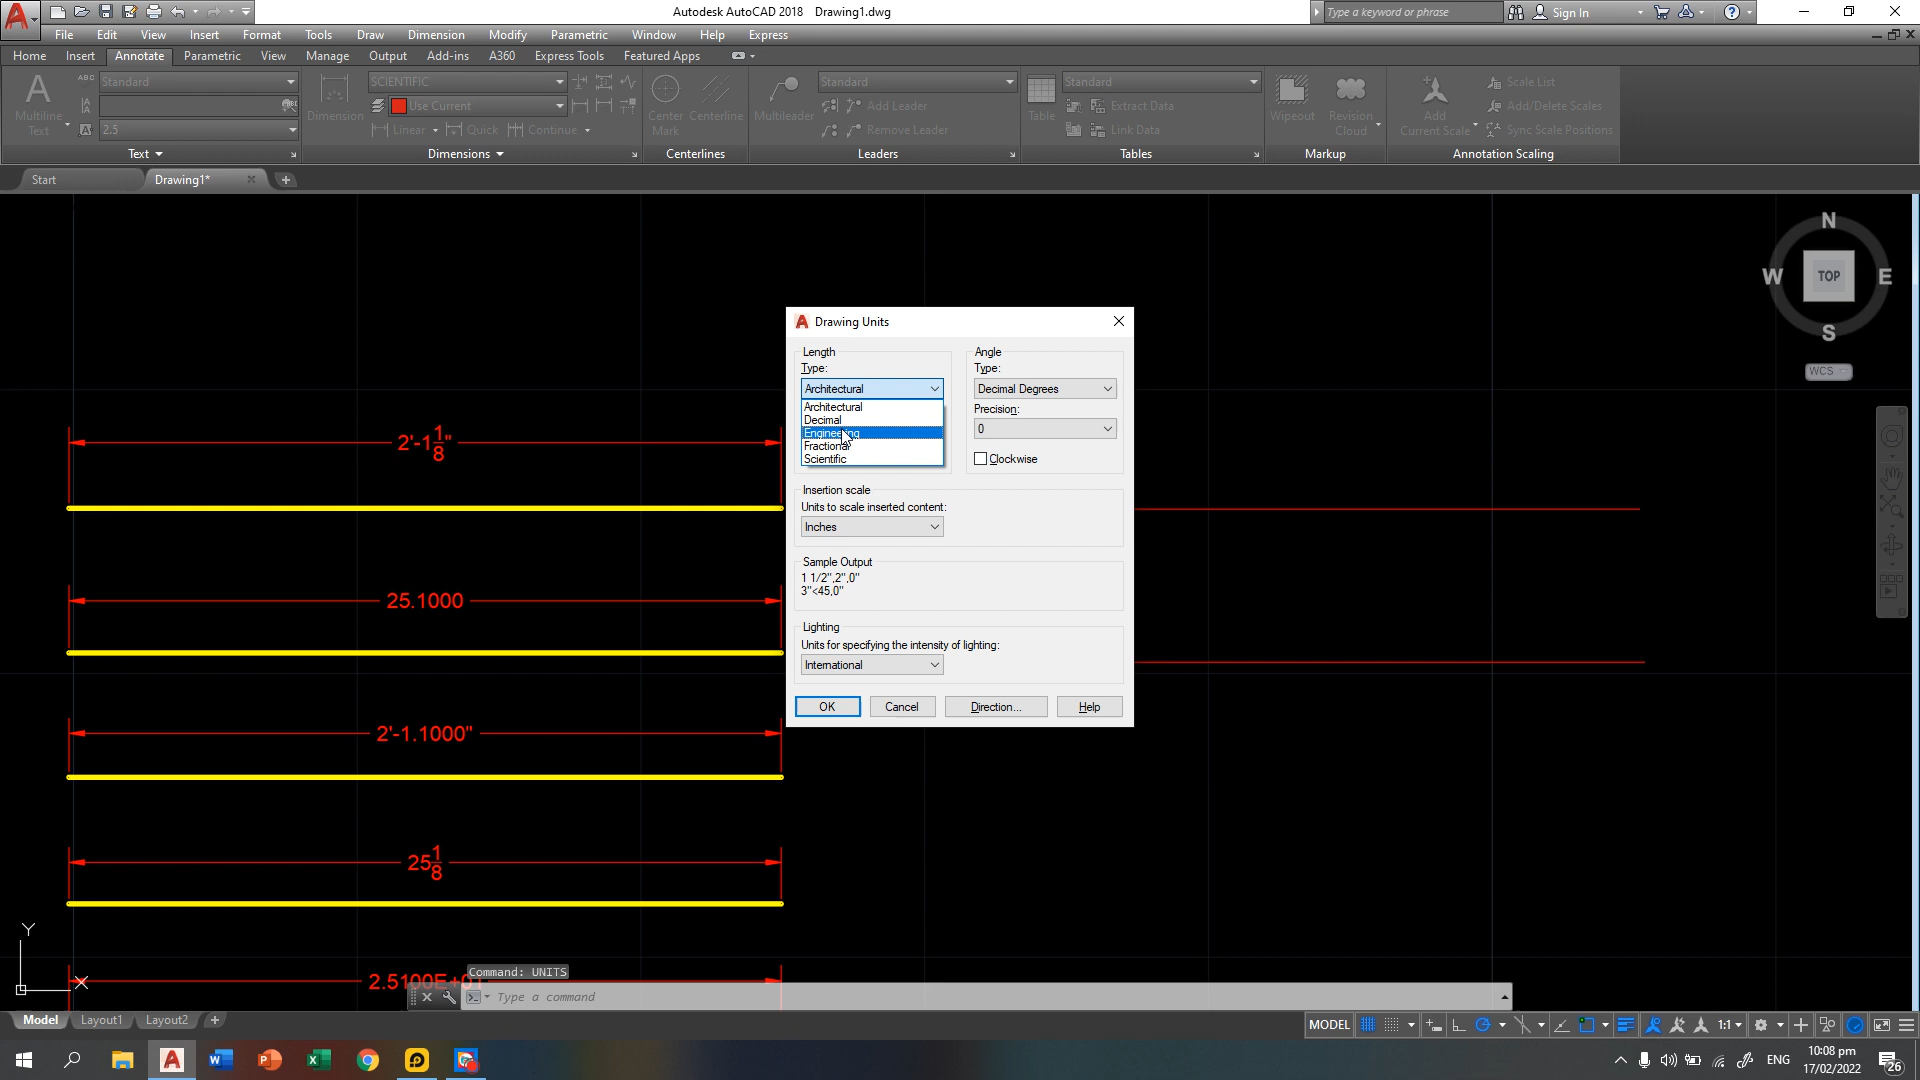 Autodesk AutoCAD 2018 Drawing1.dwg
Type a keyword or phrase
Sign In
File Edit View Insert Format Tools Draw Dimension Modify Parametric Window Help Express
Home Insert Annotate Parametric View Manage Output Add-ins A360 Express Tools Featured Apps
Multiline Text
Standard
2.5
Text
Dimension
SCIENTIFIC
Use Current
Linear Quick Continue
Dimensions
Center Mark
Centerline
Centerlines
Multileader
Standard
Add Leader
Remove Leader
Leaders
Table
Standard
Extract Data
Link Data
Tables
Wipeout
Revision Cloud
Markup
Add Current Scale
Scale List
Add/Delete Scales
Sync Scale Positions
Annotation Scaling
Start
Drawing1*
N
W
TOP
E
S
WCS
2'-1 1/8"
25.1000
2'-1.1000"
25 1/8
2.5100E+01
Drawing Units
Length
Type:
Architectural
Architectural
Decimal
Engineering
Fractional
Scientific
Angle
Type:
Decimal Degrees
Precision:
0
Clockwise
Insertion scale
Units to scale inserted content:
Inches
Sample Output
1 1/2",2",0"
3"<45,0"
Lighting
Units for specifying the intensity of lighting:
International
OK Cancel Direction... Help
Y
X
Command: UNITS
Type a command
Model Layout1 Layout2
MODEL
1:1
ENG
10:08 pm
17/02/2022
26